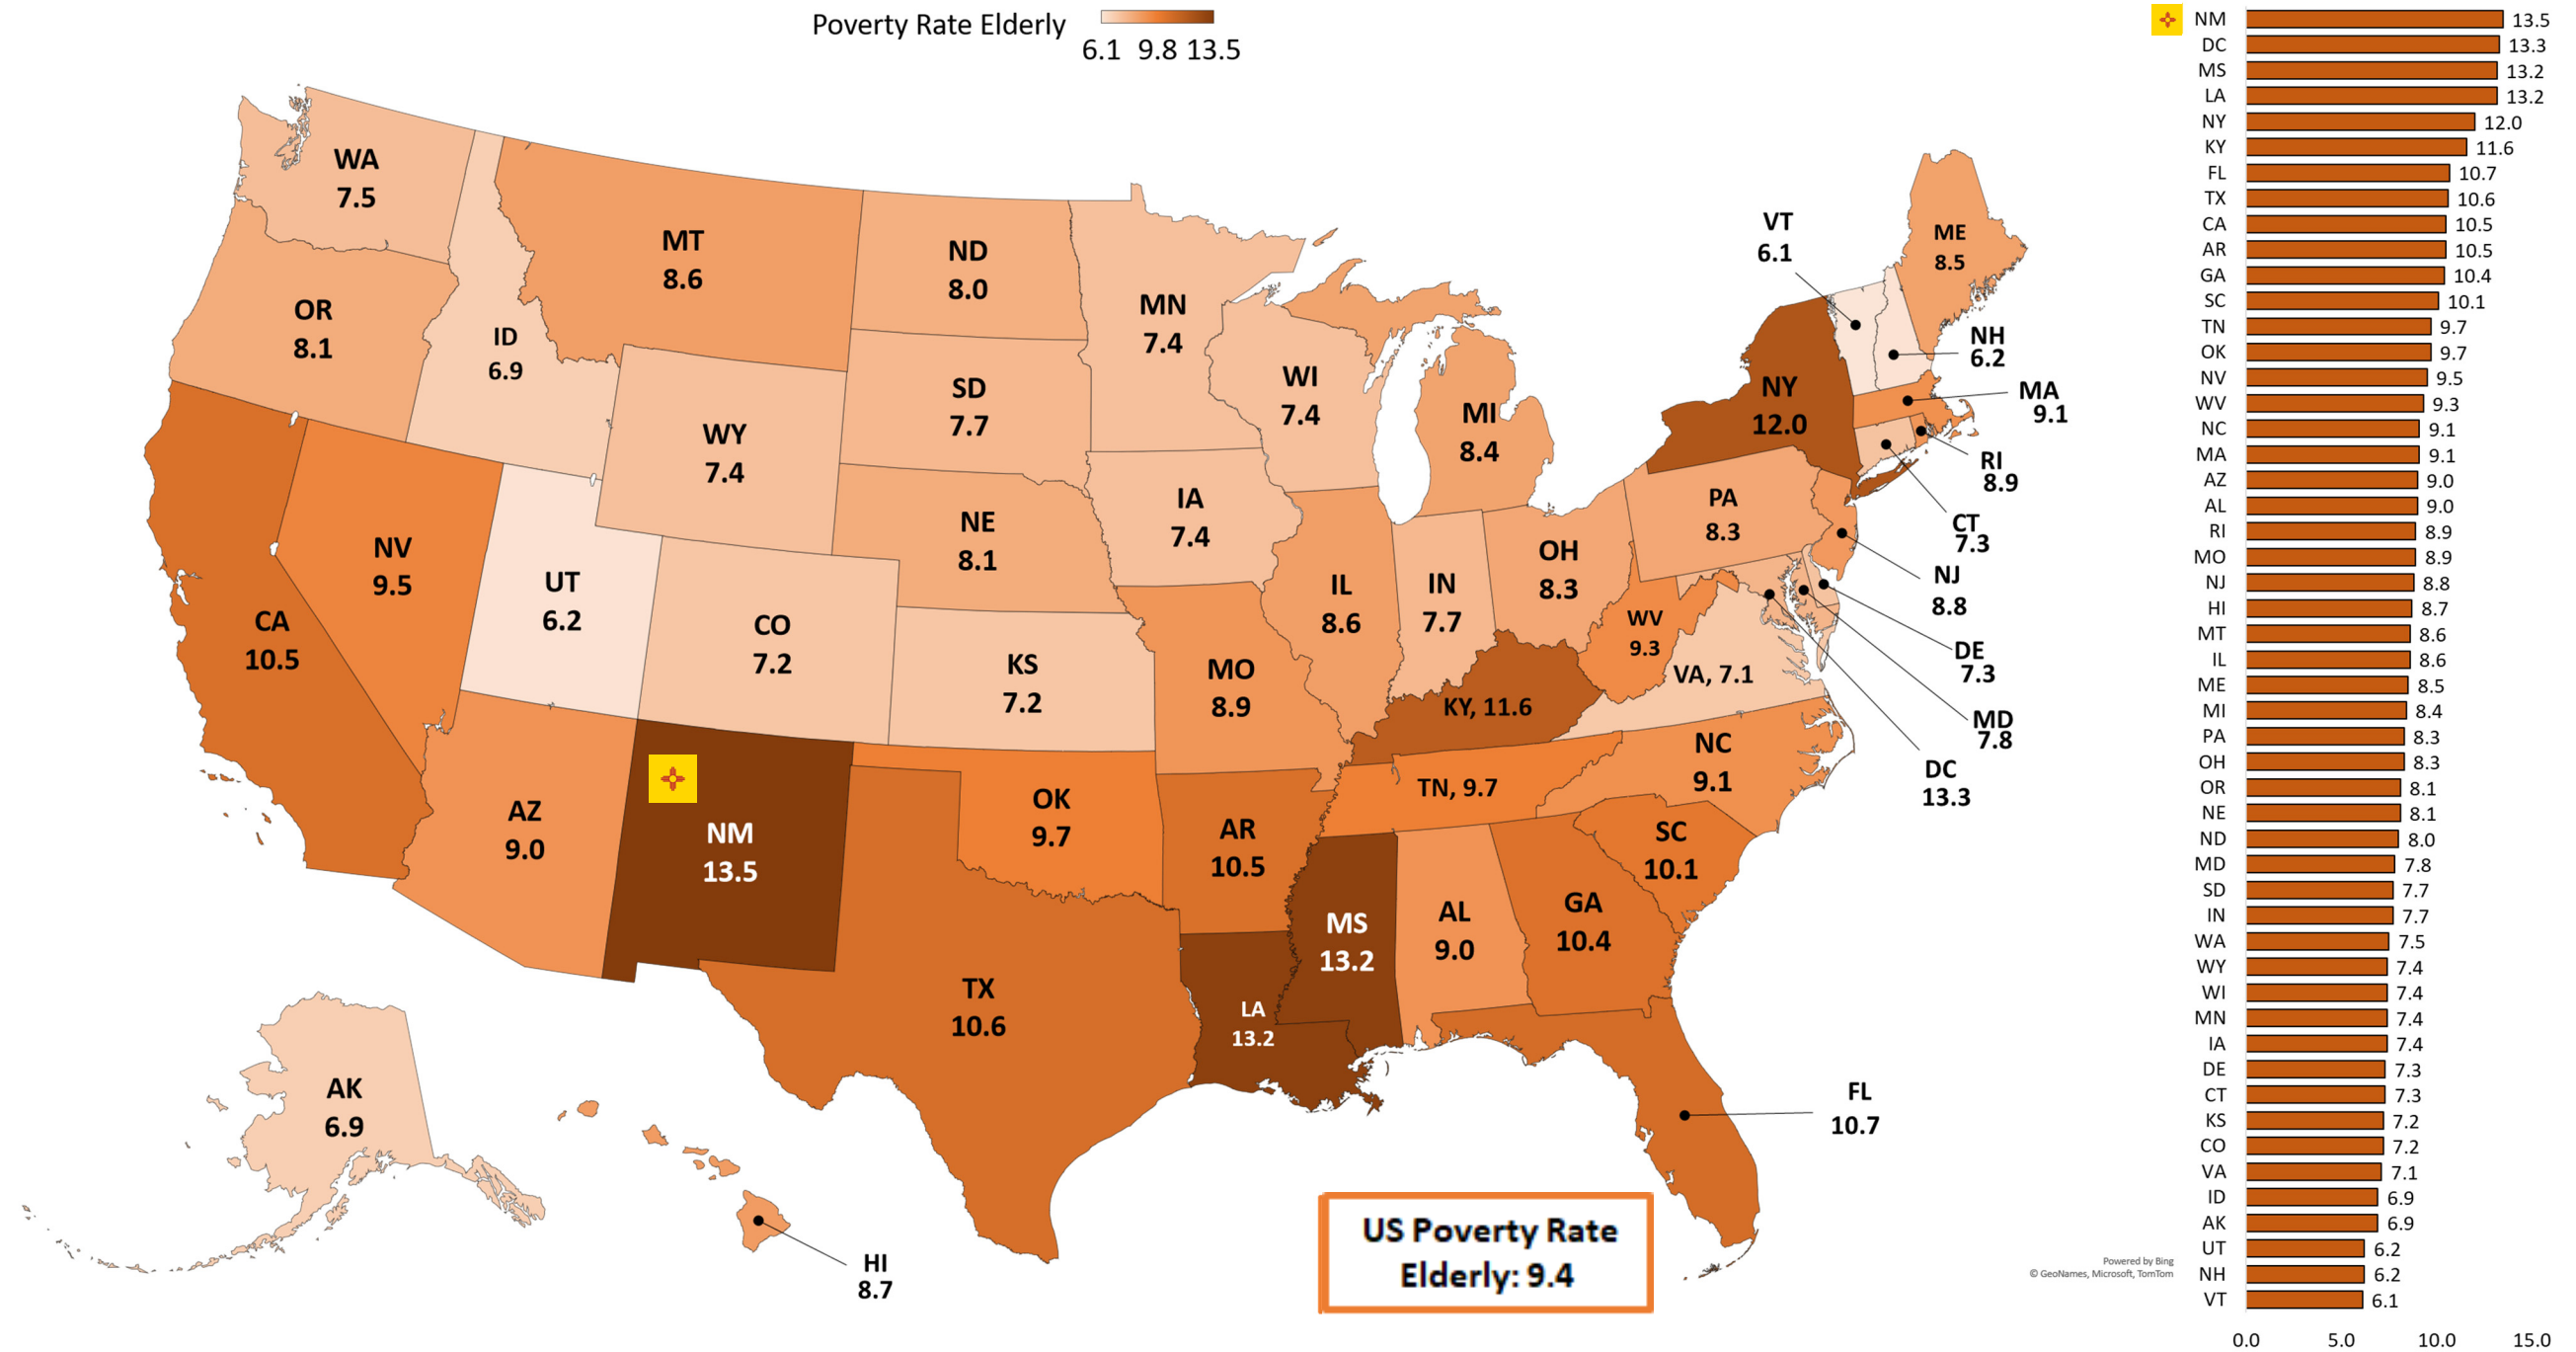 Poverty Rate Elderly
6.1 9.8 13.5
WA
7.5
OR
8.1
ID
6.9
MT
8.6
ND
8.0
MN
7.4
SD
7.7
WI
7.4
WY
7.4
MI
8.4
VT
6.1
ME
8.5
NH
6.2
NY
12.0
MA
9.1
RI
8.9
CT
7.3
PA
8.3
NJ
8.8
IA
7.4
NE
8.1
NV
9.5
UT
6.2
CA
10.5
CO
7.2
KS
7.2
MO
8.9
IL
8.6
IN
7.7
OH
8.3
WV
9.3
VA, 7.1
DE
7.3
MD
7.8
DC
13.3
KY, 11.6
NC
9.1
TN, 9.7
AZ
9.0
NM
13.5
OK
9.7
AR
10.5
SC
10.1
MS
13.2
AL
9.0
GA
10.4
TX
10.6
LA
13.2
AK
6.9
HI
8.7
FL
10.7
US Poverty Rate
Elderly: 9.4
Powered by Bing
© GeoNames, Microsoft, TomTom
NM 13.5
DC 13.3
MS 13.2
LA 13.2
NY 12.0
KY 11.6
FL 10.7
TX 10.6
CA 10.5
AR 10.5
GA 10.4
SC 10.1
TN 9.7
OK 9.7
NV 9.5
WV 9.3
NC 9.1
MA 9.1
AZ 9.0
AL 9.0
RI 8.9
MO 8.9
NJ 8.8
HI 8.7
MT 8.6
IL 8.6
ME 8.5
MI 8.4
PA 8.3
OH 8.3
OR 8.1
NE 8.1
ND 8.0
MD 7.8
SD 7.7
IN 7.7
WA 7.5
WY 7.4
WI 7.4
MN 7.4
IA 7.4
DE 7.3
CT 7.3
KS 7.2
CO 7.2
VA 7.1
ID 6.9
AK 6.9
UT 6.2
NH 6.2
VT 6.1
0.0 5.0 10.0 15.0